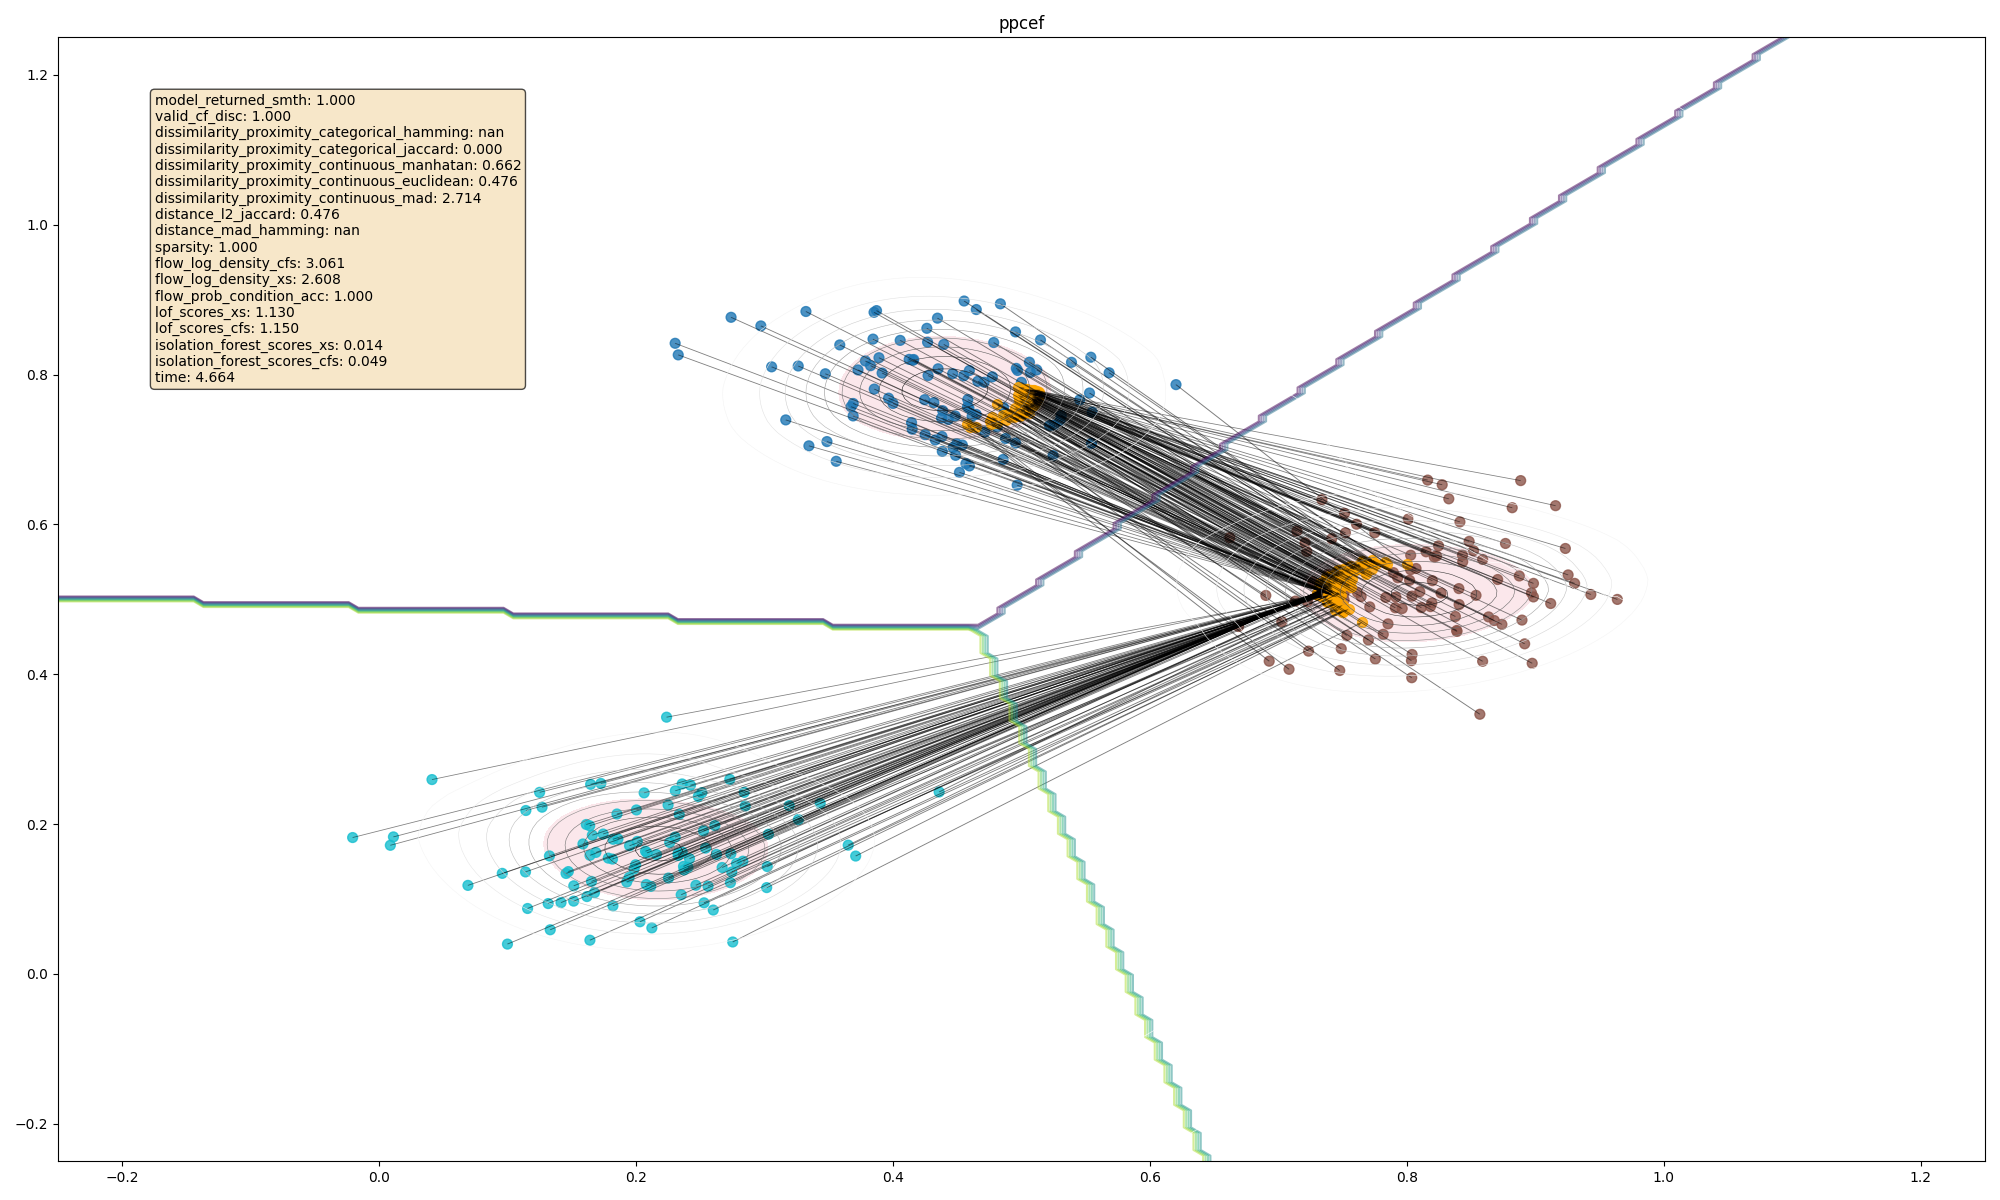 ppcef
1.2
1.0
0.8
0.6
0.4
0.2
0.0
−0.2
model_returned_smth: 1.000
valid_cf_disc: 1.000
dissimilarity_proximity_categorical_hamming: nan
dissimilarity_proximity_categorical_jaccard: 0.000
dissimilarity_proximity_continuous_manhatan: 0.662
dissimilarity_proximity_continuous_euclidean: 0.476
dissimilarity_proximity_continuous_mad: 2.714
distance_l2_jaccard: 0.476
distance_mad_hamming: nan
sparsity: 1.000
flow_log_density_cfs: 3.061
flow_log_density_xs: 2.608
flow_prob_condition_acc: 1.000
lof_scores_xs: 1.130
lof_scores_cfs: 1.150
isolation_forest_scores_xs: 0.014
isolation_forest_scores_cfs: 0.049
time: 4.664
−0.2 0.0 0.2 0.4 0.6 0.8 1.0 1.2